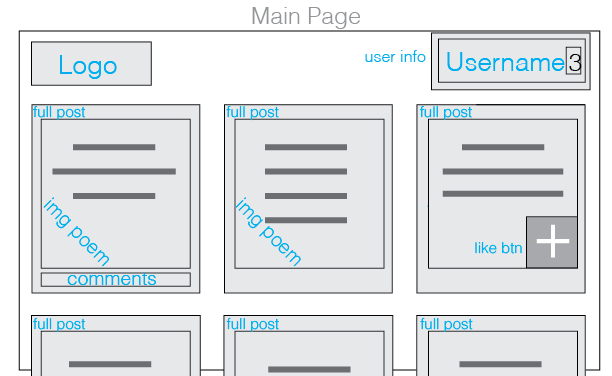 Main Page
Logo
user info
Username 3
full post
full post
full post
img poem
img poem
like btn
comments
full post
full post
full post